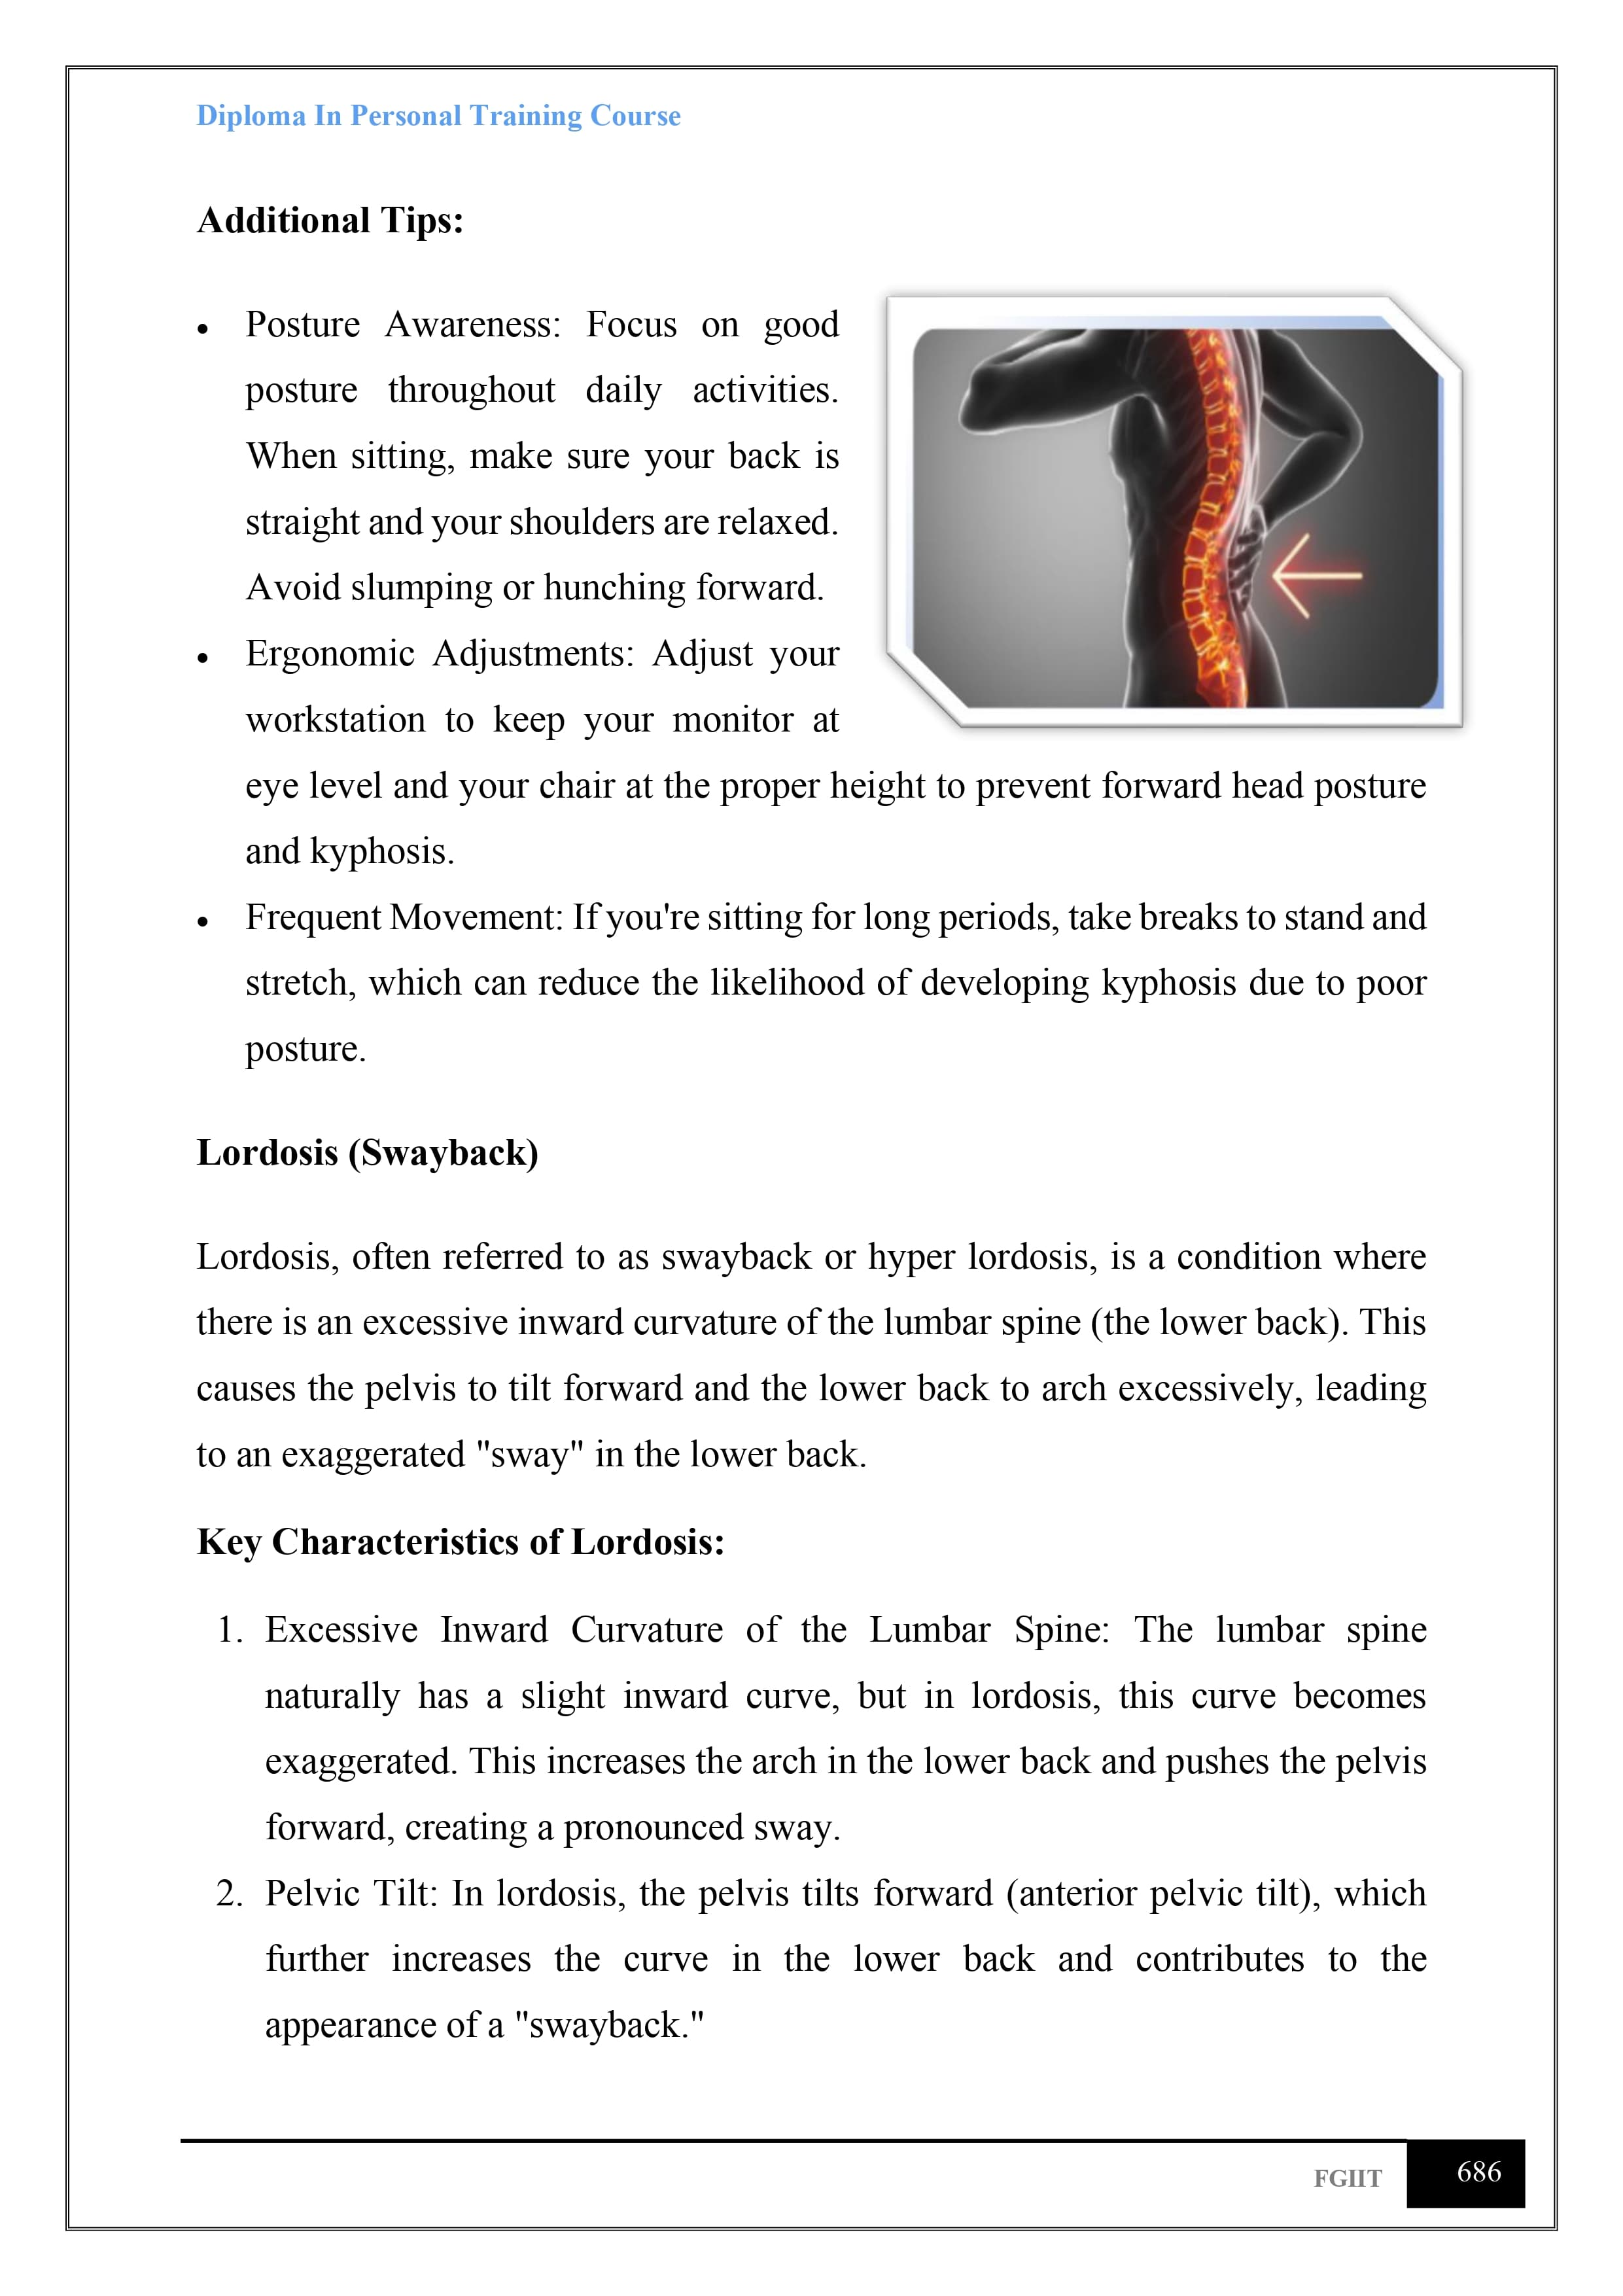 Diploma In Personal Training Course
Additional Tips:
• Posture Awareness: Focus on good
posture throughout daily activities.
When sitting, make sure your back is
straight and your shoulders are relaxed.
Avoid slumping or hunching forward.
• Ergonomic Adjustments: Adjust your
workstation to keep your monitor at
eye level and your chair at the proper height to prevent forward head posture
and kyphosis.
• Frequent Movement: If you're sitting for long periods, take breaks to stand and
stretch, which can reduce the likelihood of developing kyphosis due to poor
posture.
Lordosis (Swayback)
Lordosis, often referred to as swayback or hyper lordosis, is a condition where
there is an excessive inward curvature of the lumbar spine (the lower back). This
causes the pelvis to tilt forward and the lower back to arch excessively, leading
to an exaggerated "sway" in the lower back.
Key Characteristics of Lordosis:
1. Excessive Inward Curvature of the Lumbar Spine: The lumbar spine
naturally has a slight inward curve, but in lordosis, this curve becomes
exaggerated. This increases the arch in the lower back and pushes the pelvis
forward, creating a pronounced sway.
2. Pelvic Tilt: In lordosis, the pelvis tilts forward (anterior pelvic tilt), which
further increases the curve in the lower back and contributes to the
appearance of a "swayback."
FGIIT 686